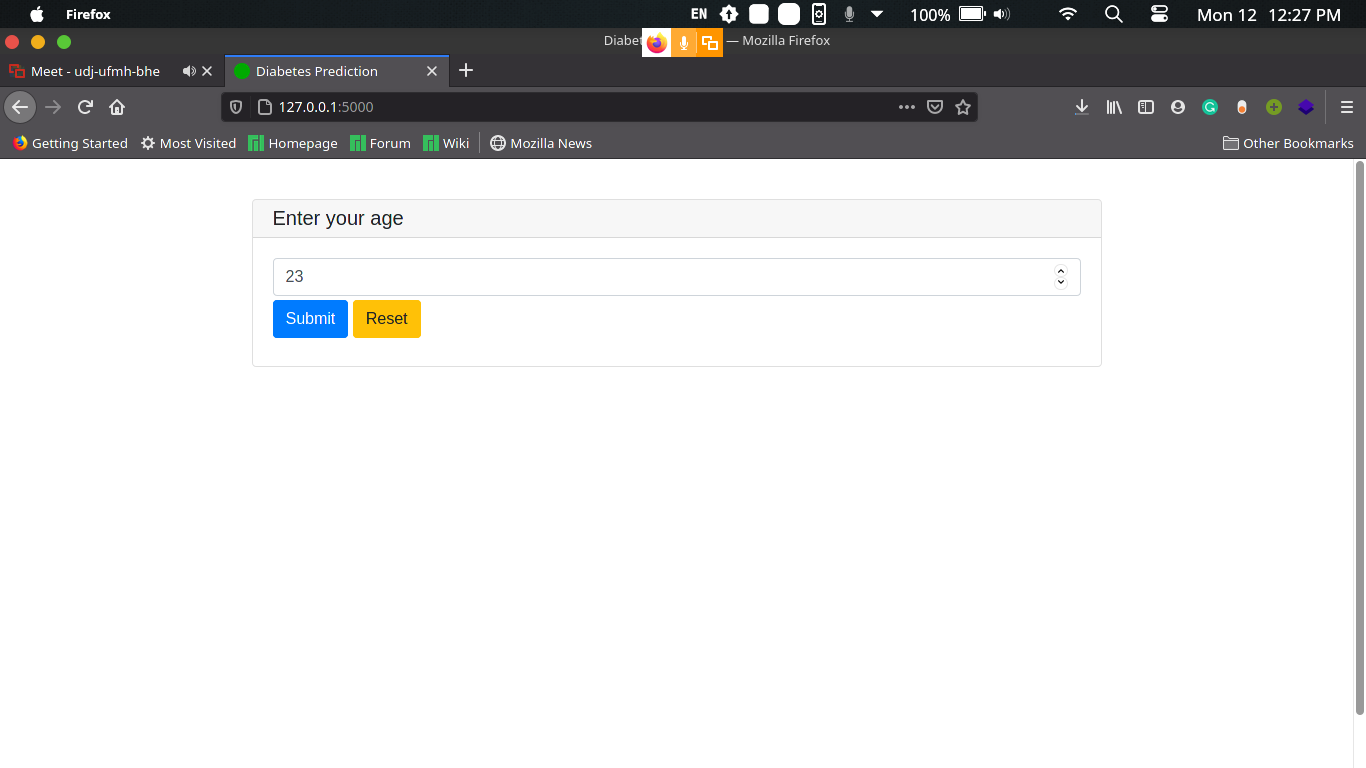 Firefox EN 100% Mon 12 12:27 PM
Diabet — Mozilla Firefox
Meet - udj-ufmh-bhe Diabetes Prediction
127.0.0.1:5000
Getting Started Most Visited Homepage Forum Wiki Mozilla News Other Bookmarks
Enter your age
23
Submit Reset